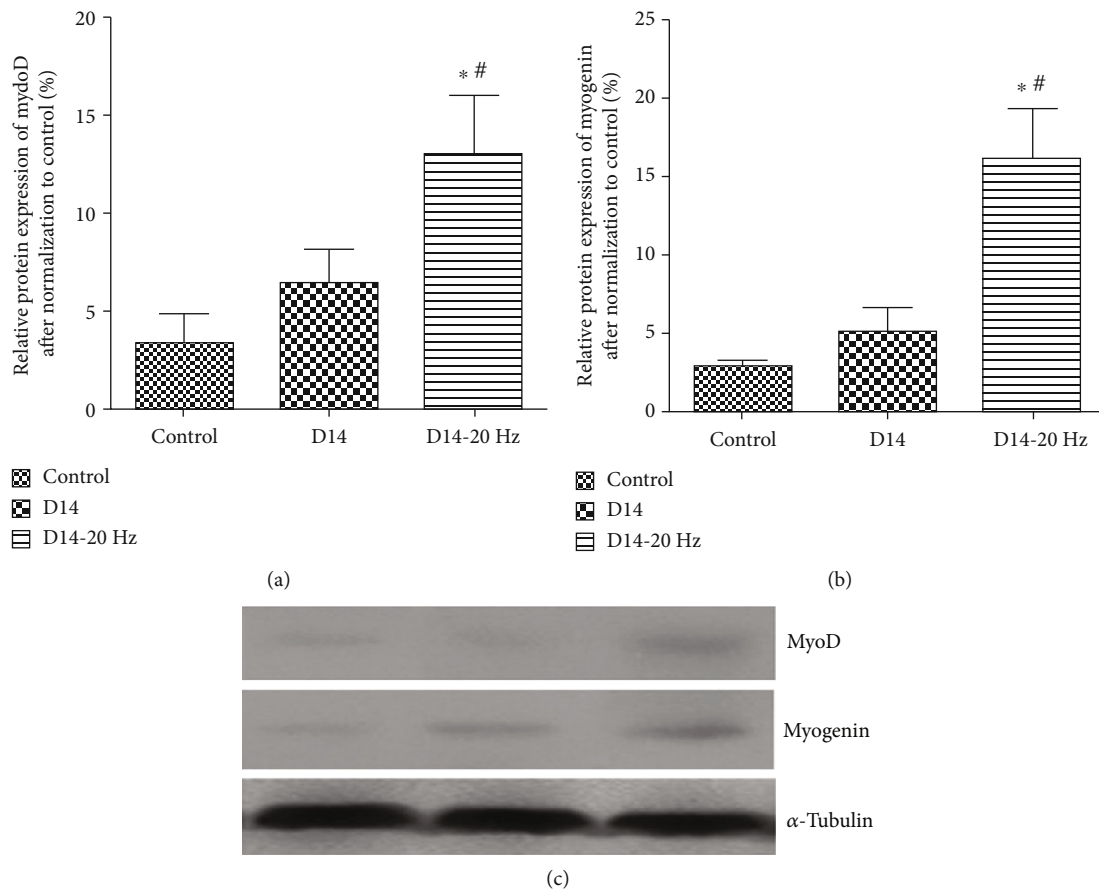 Relative protein expression of mydoD
after normalization to control (%)
20
15
10
5
0
* #
Control
D14
D14-20 Hz
Control
D14
D14-20 Hz
(a)
Relative protein expression of myogenin
after normalization to control (%)
25
20
15
10
5
0
* #
Control
D14
D14-20 Hz
Control
D14
D14-20 Hz
(b)
MyoD
Myogenin
α-Tubulin
(c)